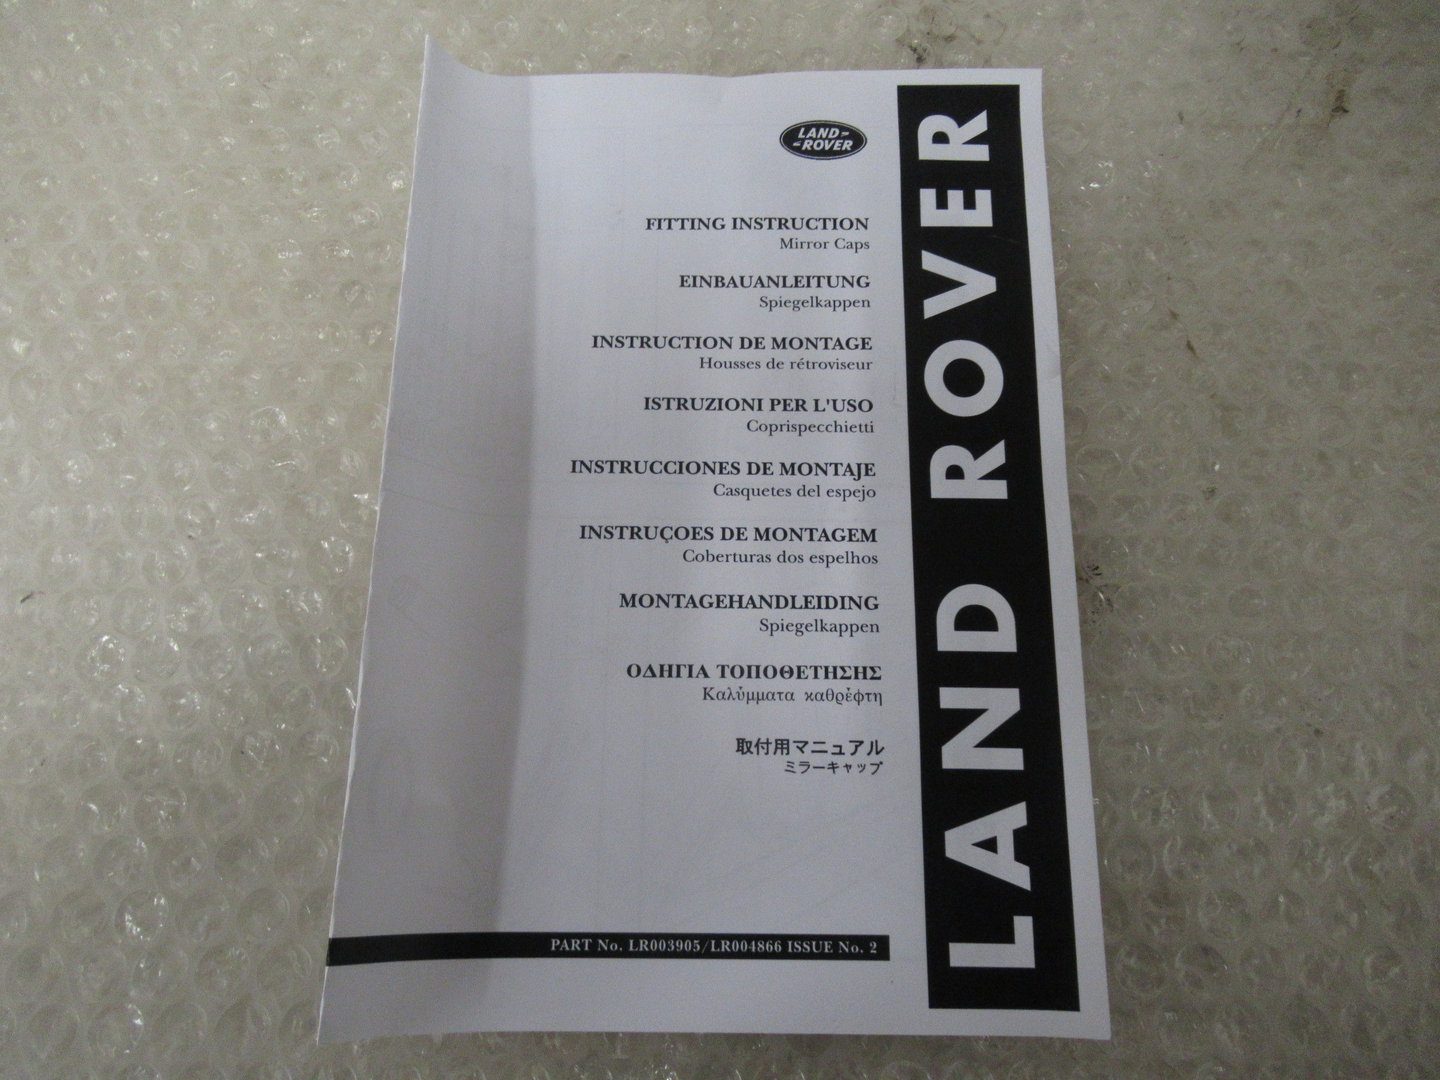 LAND
ROVER
FITTING INSTRUCTION
Mirror Caps
EINBAUANLEITUNG
Spiegelkappen
INSTRUCTION DE MONTAGE
Housses de rétroviseur
ISTRUZIONI PER L'USO
Coprispecchietti
INSTRUCCIONES DE MONTAJE
Casquetes del espejo
INSTRUÇOES DE MONTAGEM
Coberturas dos espelhos
MONTAGEHANDLEIDING
Spiegelkappen
ΟΔΗΓΙΑ ΤΟΠΟΘΕΤΗΣΗΣ
Καλὖμματα καθρἐφτη
取付用マニュアル
ミラーキャップ
PART No. LR003905/LR004866 ISSUE No. 2
LAND ROVER